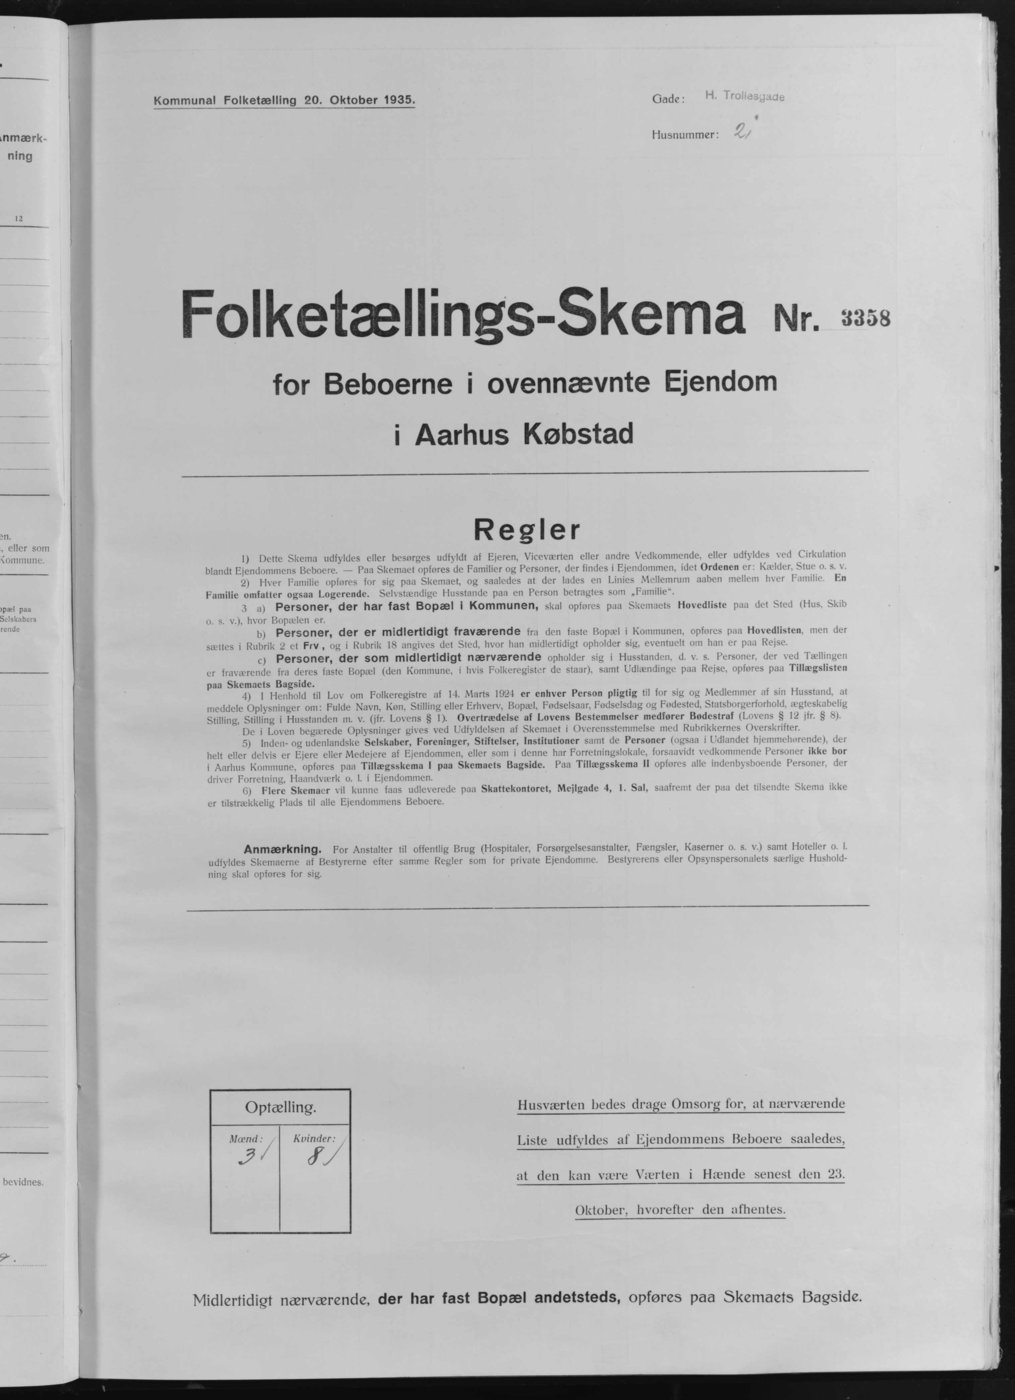 Anmærk-
ning
12
en.
, eller som
Kommune.
opæl paa
Selskabers
rende
bevidnes.
Kommunal Folketælling 20. Oktober 1935.
Gade: H. Trollesgade
Husnummer: 2
Folketællings-Skema Nr. 3358
for Beboerne i ovennævnte Ejendom
i Aarhus Købstad
Regler
1) Dette Skema udfyldes eller besørges udfyldt af Ejeren, Viceværten eller andre Vedkommende, eller udfyldes ved Cirkulation
blandt Ejendommens Beboere. — Paa Skemaet opføres de Familier og Personer, der findes i Ejendommen, idet Ordenen er: Kælder, Stue o. s. v.
2) Hver Familie opføres for sig paa Skemaet, og saaledes at der lades en Linies Mellemrum aaben mellem hver Familie. En
Familie omfatter ogsaa Logerende. Selvstændige Husstande paa en Person betragtes som „Familie“.
3 a) Personer, der har fast Bopæl i Kommunen, skal opføres paa Skemaets Hovedliste paa det Sted (Hus, Skib
o. s. v.), hvor Bopælen er.
b) Personer, der er midlertidigt fraværende fra den faste Bopæl i Kommunen, opføres paa Hovedlisten, men der
sættes i Rubrik 2 et Frv., og i Rubrik 18 angives det Sted, hvor han midlertidigt opholder sig, eventuelt om han er paa Rejse.
c) Personer, der som midlertidigt nærværende opholder sig i Husstanden, d. v. s. Personer, der ved Tællingen
er fraværende fra deres faste Bopæl (den Kommune, i hvis Folkeregister de staar), samt Udlændinge paa Rejse, opføres paa Tillægslisten
paa Skemaets Bagside.
4) I Henhold til Lov om Folkeregistre af 14. Marts 1924 er enhver Person pligtig til for sig og Medlemmer af sin Husstand, at
meddele Oplysninger om: Fulde Navn, Køn, Stilling eller Erhverv, Bopæl, Fødselsaar, Fødselsdag og Fødested, Statsborgerforhold, ægteskabelig
Stilling, Stilling i Husstanden m. v. (jfr. Lovens § 1). Overtrædelse af Lovens Bestemmelser medfører Bødestraf (Lovens § 12 jfr. § 8).
De i Loven begærede Oplysninger gives ved Udfyldelsen af Skemaet i Overensstemmelse med Rubrikkernes Overskrifter.
5) Inden- og udenlandske Selskaber, Foreninger, Stiftelser, Institutioner samt de Personer (ogsaa i Udlandet hjemmehørende), der
helt eller delvis er Ejere eller Medejere af Ejendommen, eller som i denne har Forretningslokale, forsaavidt vedkommende Personer ikke bor
i Aarhus Kommune, opføres paa Tillægsskema I paa Skemaets Bagside. Paa Tillægsskema II opføres alle indenbysboende Personer, der
driver Forretning, Haandværk o. l. i Ejendommen.
6) Flere Skemaer vil kunne faas udleverede paa Skattekontoret, Mejlgade 4, 1. Sal, saafremt der paa det tilsendte Skema ikke
er tilstrækkelig Plads til alle Ejendommens Beboere.
Anmærkning. For Anstalter til offentlig Brug (Hospitaler, Forsørgelsesanstalter, Fængsler, Kaserner o. s. v.) samt Hoteller o. l.
udfyldes Skemaerne af Bestyrerne efter samme Regler som for private Ejendomme. Bestyrerens eller Opsynspersonalets særlige Hushold-
ning skal opføres for sig.
Optælling.
Mænd: Kvinder:
3 8
Husværten bedes drage Omsorg for, at nærværende
Liste udfyldes af Ejendommens Beboere saaledes,
at den kan være Værten i Hænde senest den 23.
Oktober, hvorefter den afhentes.
Midlertidigt nærværende, der har fast Bopæl andetsteds, opføres paa Skemaets Bagside.